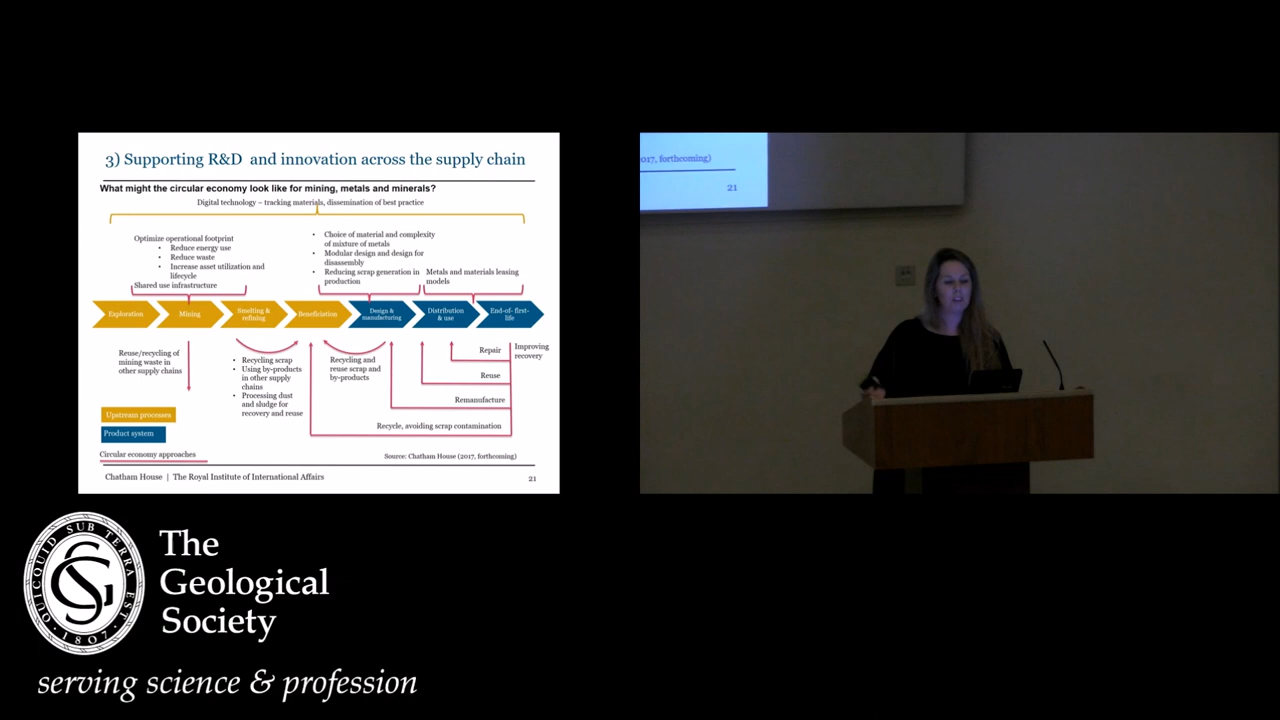 3) Supporting R&D and innovation across the supply chain
What might the circular economy look like for mining, metals and minerals?
Digital technology – tracking materials, dissemination of best practice
Optimize operational footprint
• Reduce energy use
• Reduce waste
• Increase asset utilization and
lifecycle
Shared use infrastructure
• Choice of material and complexity
of mixture of metals
• Modular design and design for
disassembly
• Reducing scrap generation in
production
Metals and materials leasing
models
Exploration
Mining
Smelting &
refining
Beneficiation
Design &
manufacturing
Distribution
& use
End-of- first-
life
Reuse/recycling of
mining waste in
other supply chains
• Recycling scrap
• Using by-products
in other supply
chains
• Processing dust
and sludge for
recovery and reuse
Recycling and
reuse scrap and
by-products
Repair
Improving
recovery
Reuse
Remanufacture
Recycle, avoiding scrap contamination
Upstream processes
Product system
Circular economy approaches
Source: Chatham House (2017, forthcoming)
Chatham House | The Royal Institute of International Affairs
21
2017, forthcoming)
21
QUICQUID SUB TERRA EST
1807
The
Geological
Society
serving science & profession